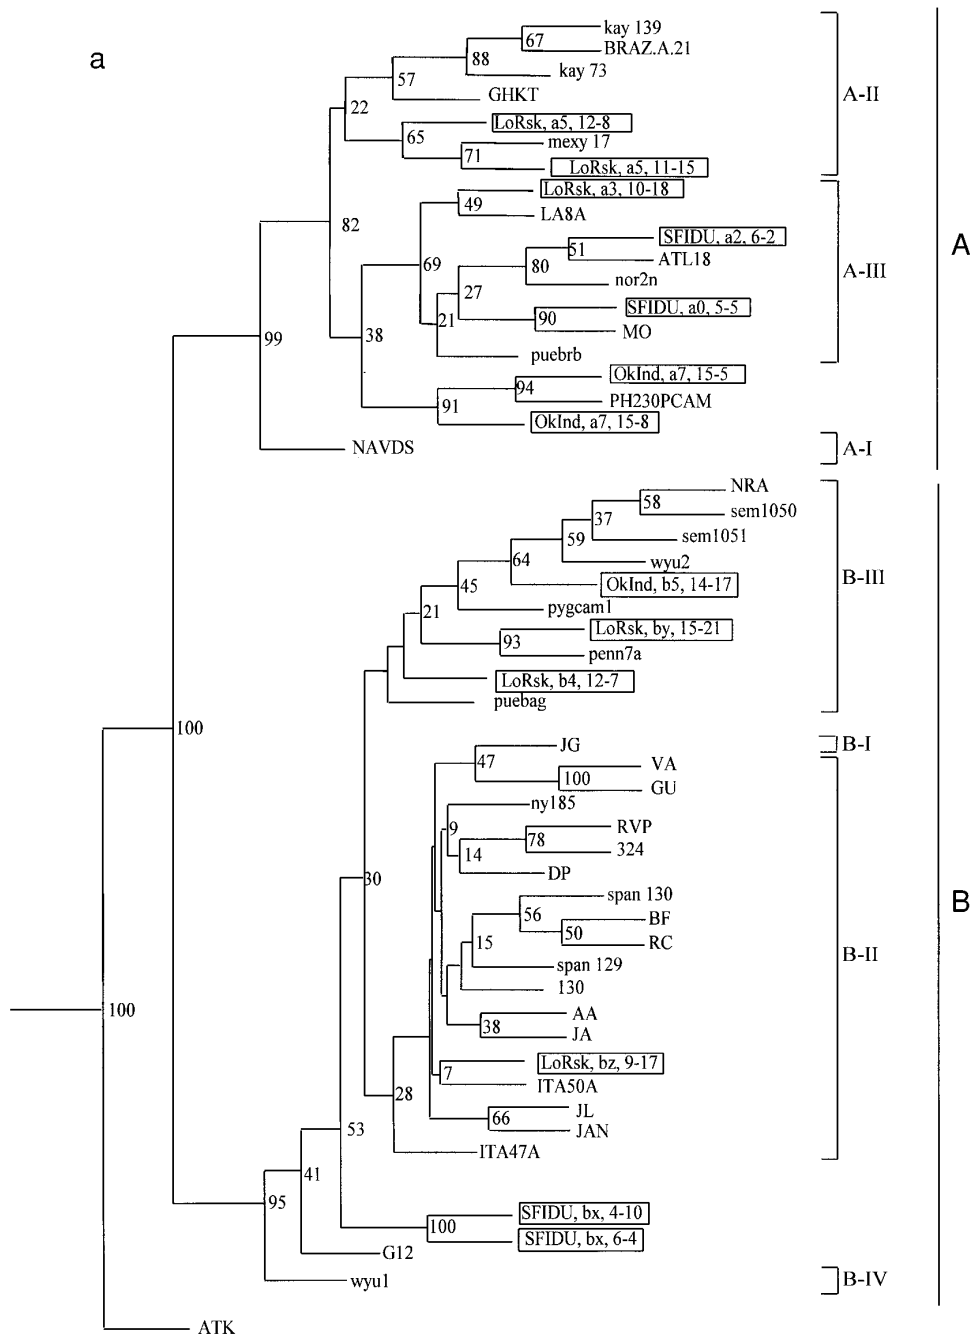 a
kay 139
67
BRAZ.A.21
88
kay 73
57
GHKT
A-II
22
LoRsk, a5, 12-8
65
mexy 17
71
LoRsk, a5, 11-15
LoRsk, a3, 10-18
49
LA8A
82
SFIDU, a2, 6-2
A
51
ATL18
69
80
A-III
nor2n
27
SFIDU, a0, 5-5
90
21
MO
38
99
puebrb
OkInd, a7, 15-5
94
PH230PCAM
91
OkInd, a7, 15-8
NAVDS
A-I
NRA
58
sem1050
37
sem1051
59
64
wyu2
B-III
OkInd, b5, 14-17
45
pygcam1
21
LoRsk, by, 15-21
93
penn7a
LoRsk, b4, 12-7
puebag
100
JG
B-I
47
VA
100
GU
ny185
9
RVP
78
324
14
DP
30
span 130
B
56
BF
50
RC
15
B-II
span 129
130
100
AA
38
JA
LoRsk, bz, 9-17
7
ITA50A
28
JL
66
JAN
53
ITA47A
41
95
SFIDU, bx, 4-10
100
SFIDU, bx, 6-4
G12
wyu1
B-IV
ATK